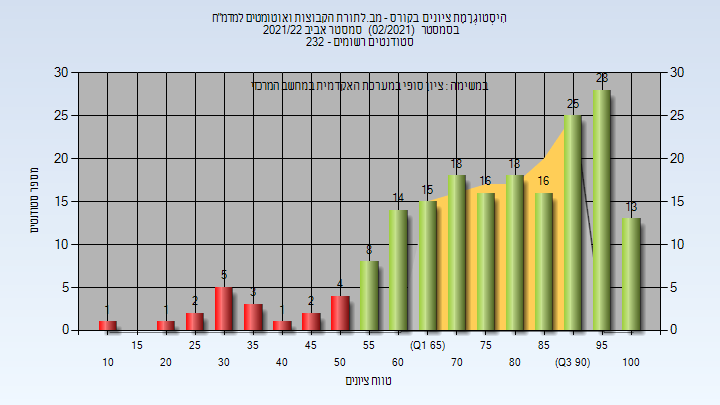 היסטוגרמת ציונים בקורס - מב.לתורת הקבוצות ואוטומטים למדמ"ח
בסמסטר (02/2021) סמסטר אביב 2021/22
סטודנטים רשומים - 232
במשימה : ציון סופי במערכת האקדמית במחשב המרכזי
מספר סטודנטים
30 25 20 15 10 5 0
1 1 2 5 3 1 2 4 8 14 15 18 16 18 16 25 28 13
30 25 20 15 10 5 0
15 25 35 45 55 (Q1 65) 75 85 95
10 20 30 40 50 60 70 80 (Q3 90) 100
טווח ציונים